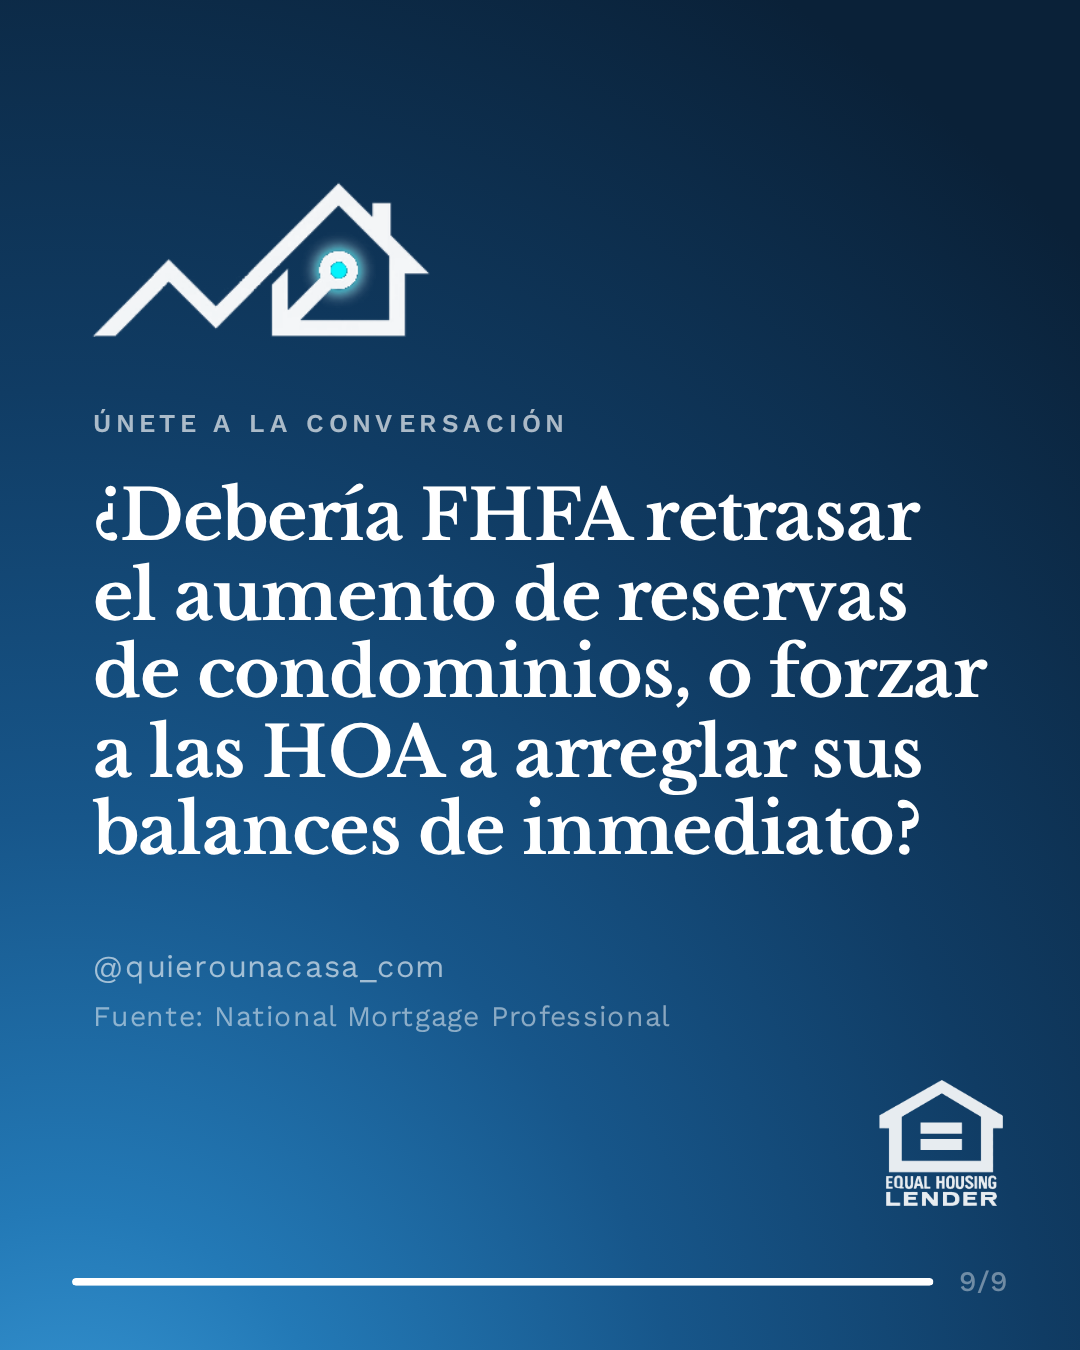 ÚNETE A LA CONVERSACIÓN
¿Debería FHFA retrasar
el aumento de reservas
de condominios, o forzar
a las HOA a arreglar sus
balances de inmediato?
@quierounacasa_com
Fuente: National Mortgage Professional
EQUAL HOUSING
LENDER
9/9